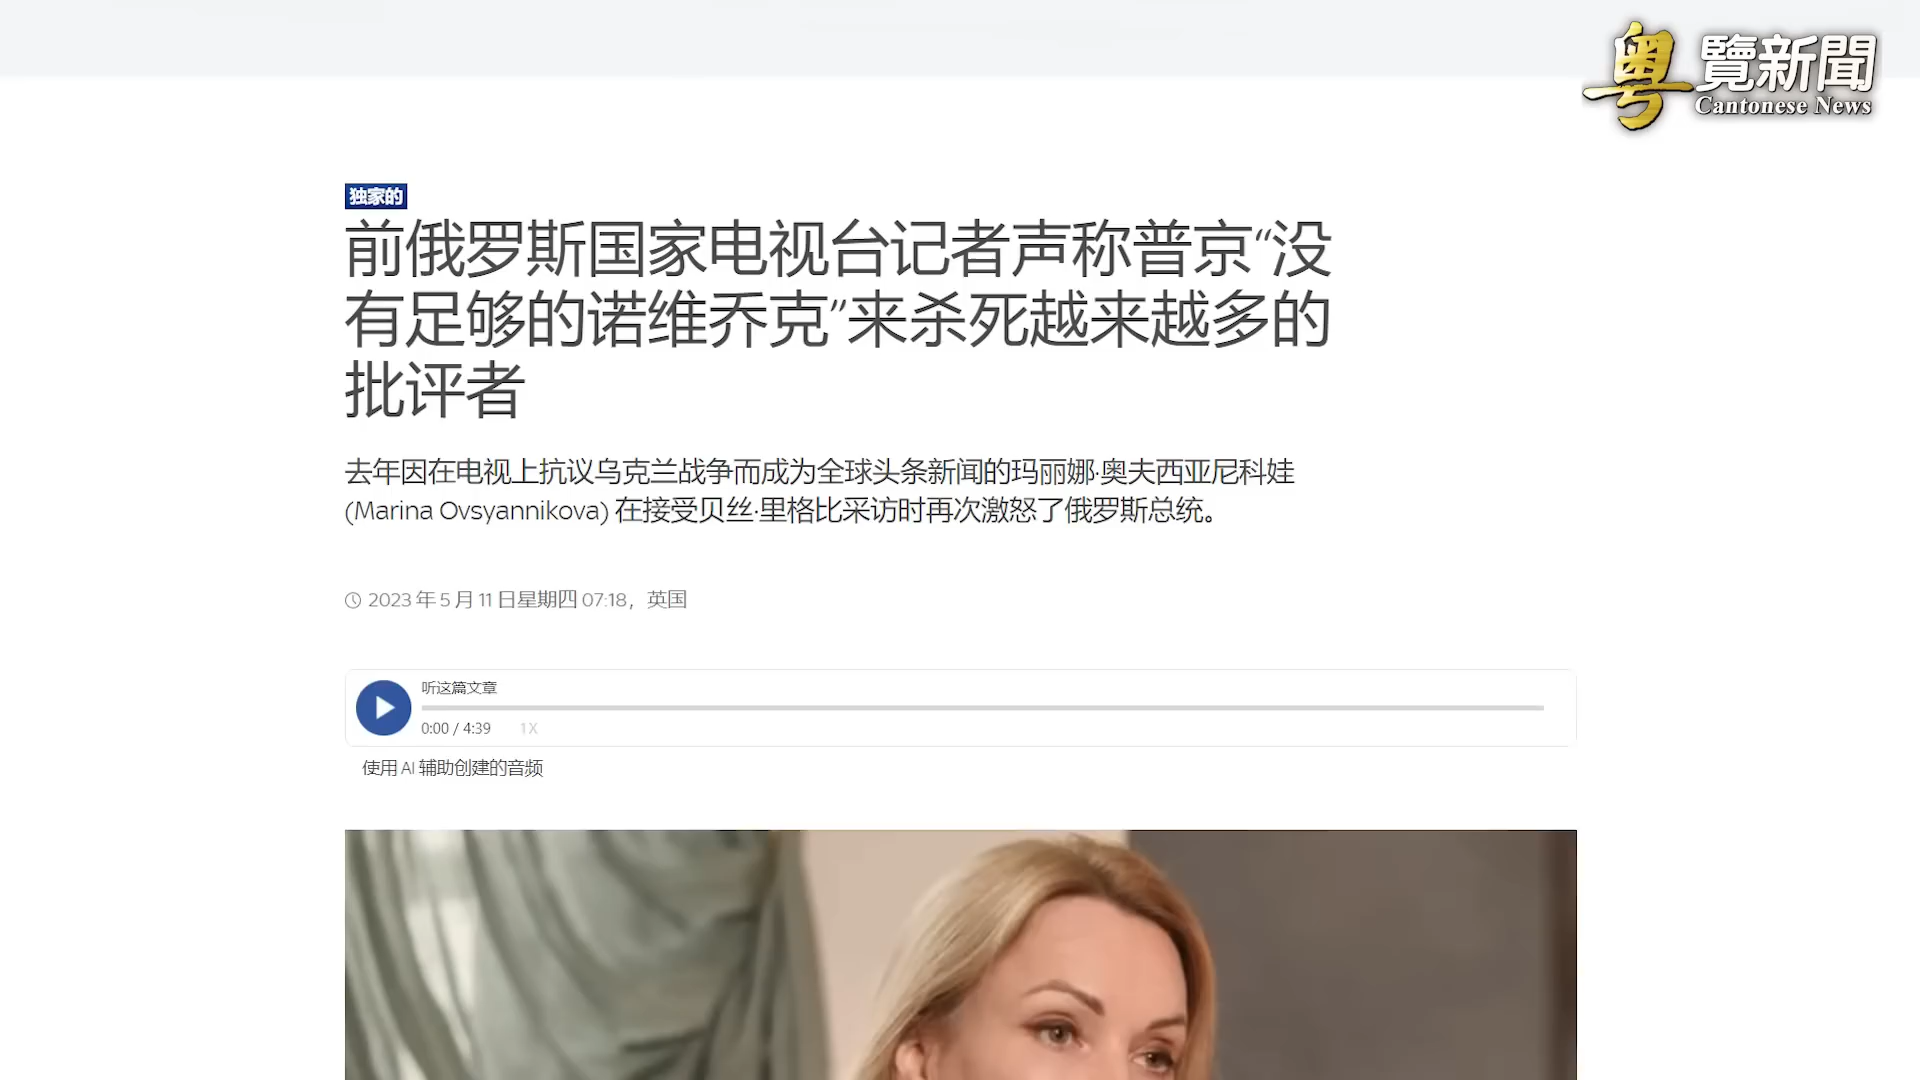 粤覽新聞
Cantonese News
独家的
前俄罗斯国家电视台记者声称普京“没
有足够的诺维乔克”来杀死越来越多的
批评者
去年因在电视上抗议乌克兰战争而成为全球头条新闻的玛丽娜·奥夫西亚尼科娃
(Marina Ovsyannikova) 在接受贝丝·里格比采访时再次激怒了俄罗斯总统。
2023 年 5 月 11 日星期四 07:18，英国
听这篇文章
0:00 / 4:39 1X
使用 AI 辅助创建的音频